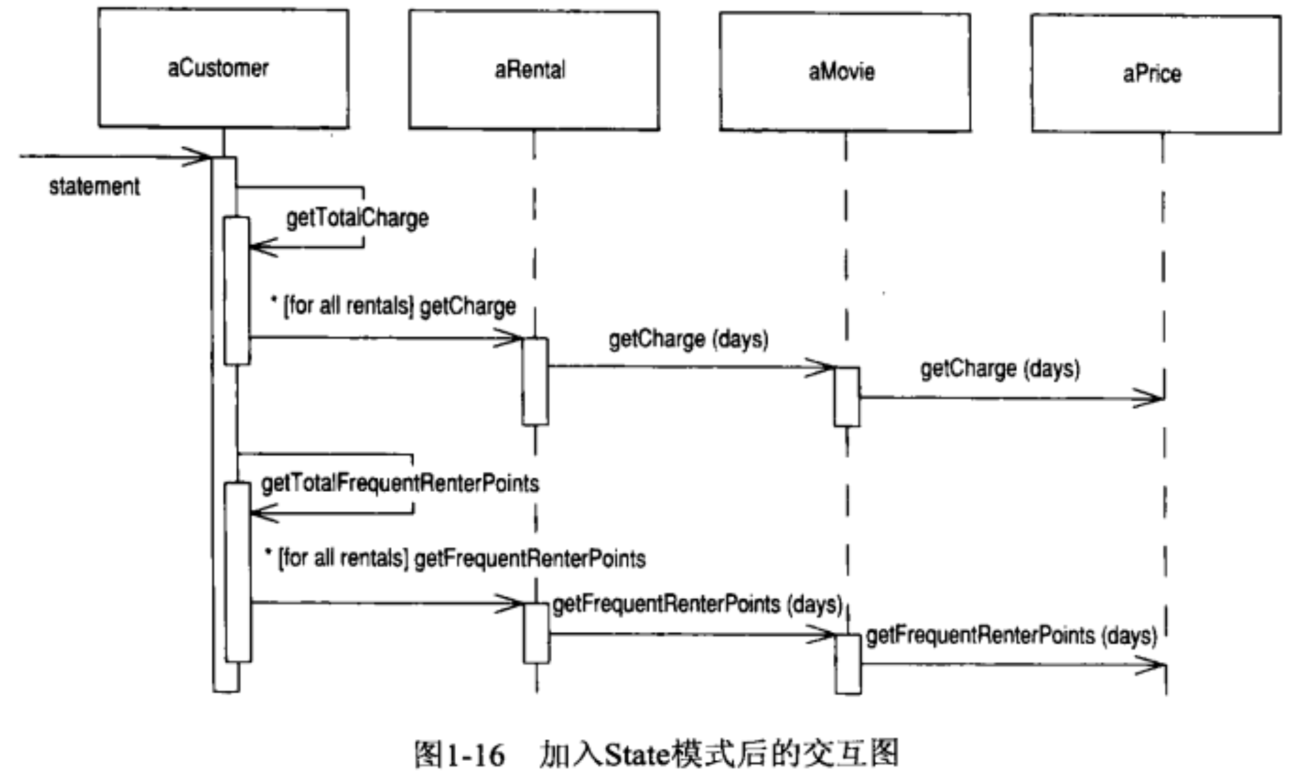 aCustomer
aRental
aMovie
aPrice
statement
getTotalCharge
* [for all rentals] getCharge
getCharge (days)
getCharge (days)
getTotalFrequentRenterPoints
* [for all rentals] getFrequentRenterPoints
getFrequentRenterPoints (days)
getFrequentRenterPoints (days)
图1-16 加入State模式后的交互图